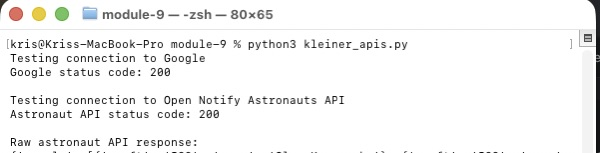 module-9 — -zsh — 80×65
[kris@Kriss-MacBook-Pro module-9 % python3 kleiner_apis.py ]
Testing connection to Google
Google status code: 200
Testing connection to Open Notify Astronauts API
Astronaut API status code: 200
Raw astronaut API response: